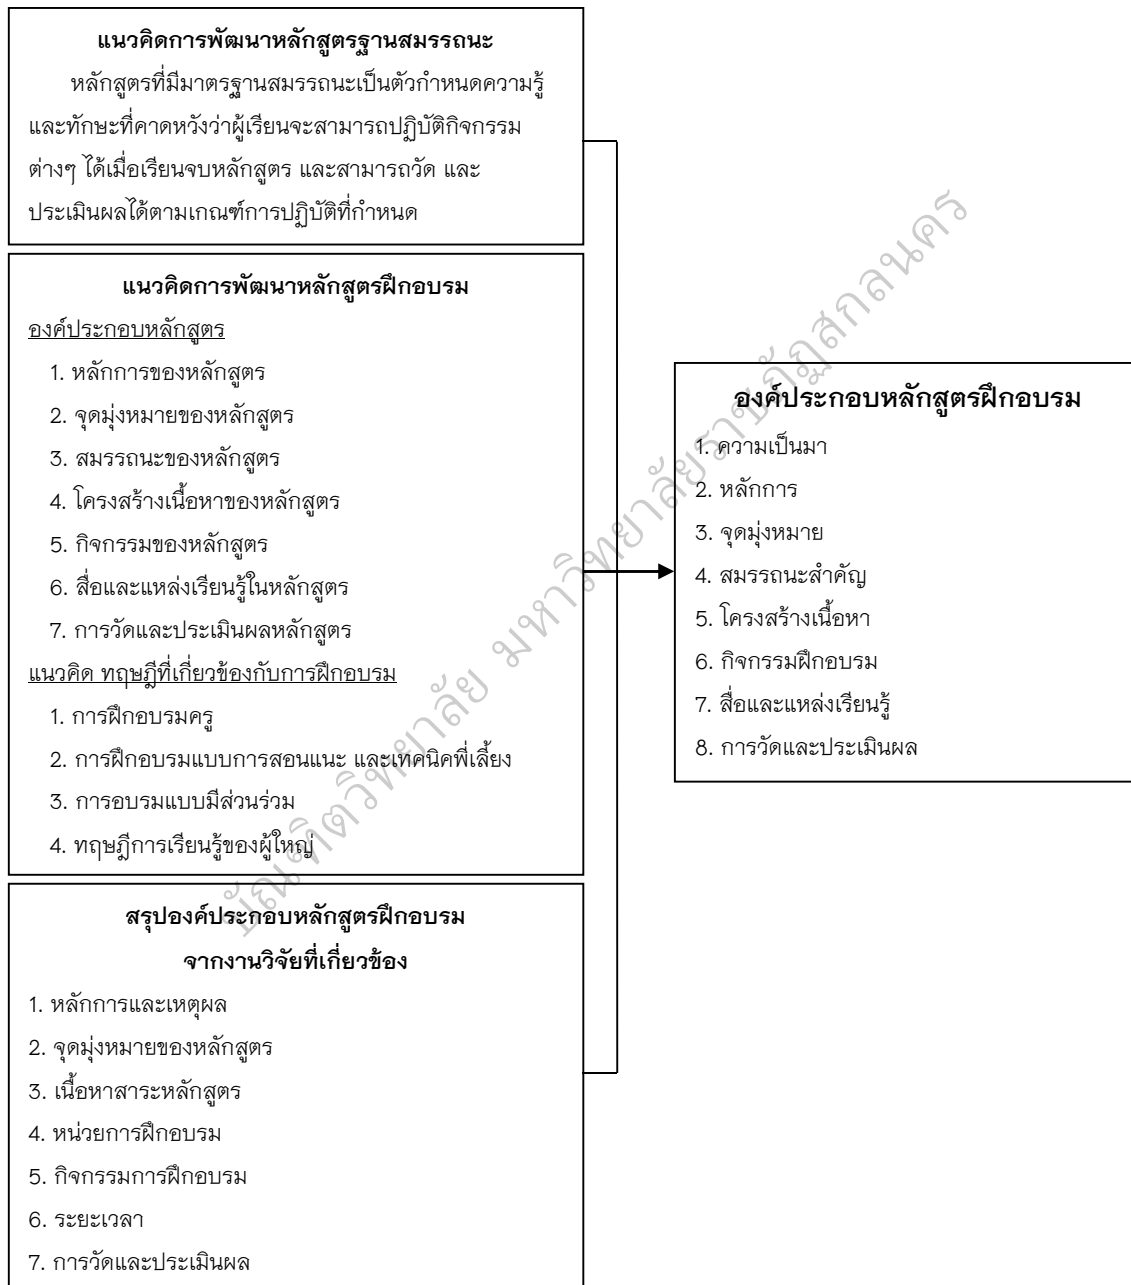 แนวคิดการพัฒนาหลักสูตรฐานสมรรถนะ
หลักสูตรที่มีมาตรฐานสมรรถนะเป็นตัวกำหนดความรู้
และทักษะที่คาดหวังว่าผู้เรียนจะสามารถปฏิบัติกิจกรรม
ต่างๆ ได้เมื่อเรียนจบหลักสูตร และสามารถวัด และ
ประเมินผลได้ตามเกณฑ์การปฏิบัติที่กำหนด
แนวคิดการพัฒนาหลักสูตรฝึกอบรม
องค์ประกอบหลักสูตร
1. หลักการของหลักสูตร
2. จุดมุ่งหมายของหลักสูตร
3. สมรรถนะของหลักสูตร
4. โครงสร้างเนื้อหาของหลักสูตร
5. กิจกรรมของหลักสูตร
6. สื่อและแหล่งเรียนรู้ในหลักสูตร
7. การวัดและประเมินผลหลักสูตร
แนวคิด ทฤษฎีที่เกี่ยวข้องกับการฝึกอบรม
1. การฝึกอบรมครู
2. การฝึกอบรมแบบการสอนแนะ และเทคนิคพี่เลี้ยง
3. การอบรมแบบมีส่วนร่วม
4. ทฤษฎีการเรียนรู้ของผู้ใหญ่
สรุปองค์ประกอบหลักสูตรฝึกอบรม
จากงานวิจัยที่เกี่ยวข้อง
1. หลักการและเหตุผล
2. จุดมุ่งหมายของหลักสูตร
3. เนื้อหาสาระหลักสูตร
4. หน่วยการฝึกอบรม
5. กิจกรรมการฝึกอบรม
6. ระยะเวลา
7. การวัดและประเมินผล
องค์ประกอบหลักสูตรฝึกอบรม
1. ความเป็นมา
2. หลักการ
3. จุดมุ่งหมาย
4. สมรรถนะสำคัญ
5. โครงสร้างเนื้อหา
6. กิจกรรมฝึกอบรม
7. สื่อและแหล่งเรียนรู้
8. การวัดและประเมินผล
บัณฑิตวิทยาลัย มหาวิทยาลัยราชภัฏสกลนคร